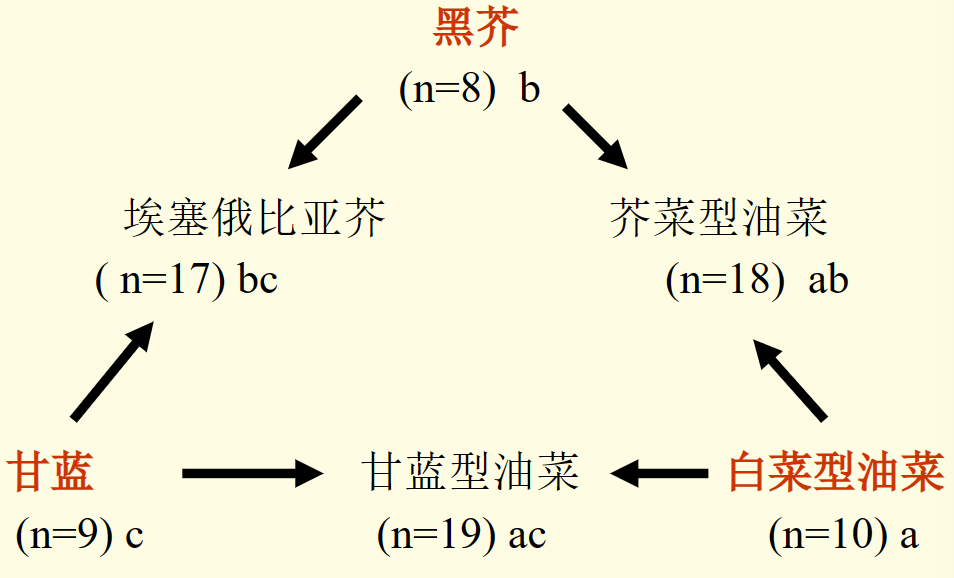 黑芥
(n=8) b
埃塞俄比亚芥
芥菜型油菜
( n=17) bc
(n=18) ab
甘蓝
甘蓝型油菜
白菜型油菜
(n=9) c
(n=19) ac
(n=10) a